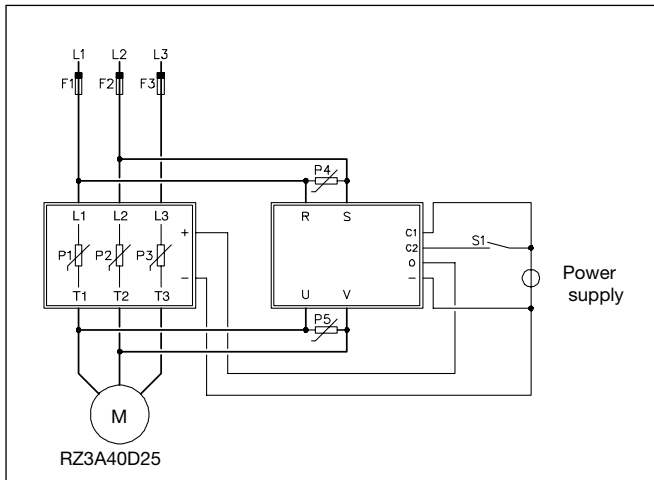 L1 L2 L3
F1 F2 F3
P4
L1 L2 L3 + R S C1
P1 P2 P3 C2 S1
O
- - Power
supply
T1 T2 T3 U V
P5
M
RZ3A40D25